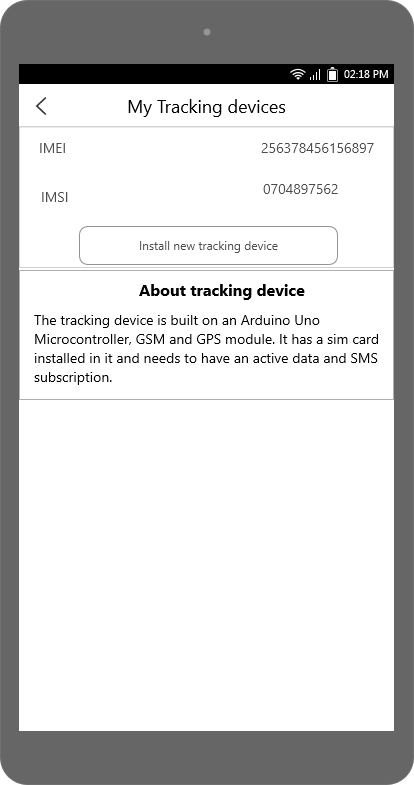 02:18 PM
My Tracking devices
IMEI 256378456156897
IMSI 0704897562
Install new tracking device
About tracking device
The tracking device is built on an Arduino Uno
Microcontroller, GSM and GPS module. It has a sim card
installed in it and needs to have an active data and SMS
subscription.